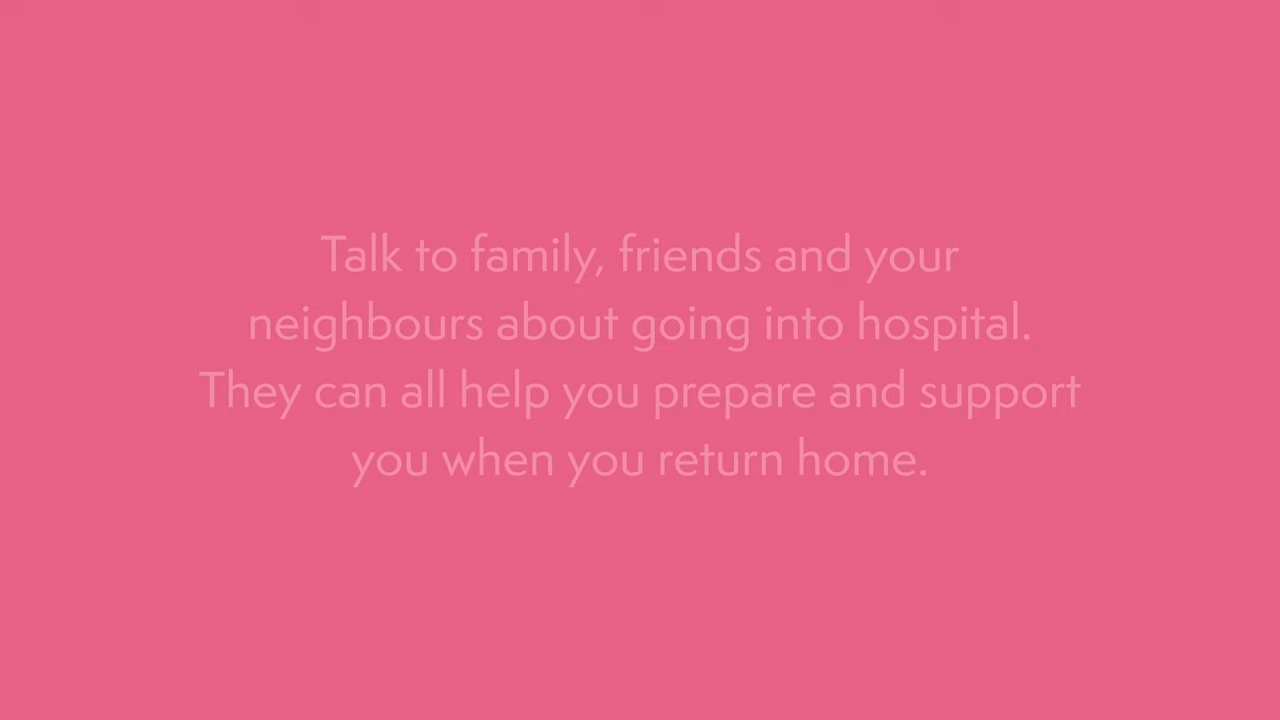 Talk to family, friends and your
neighbours about going into hospital.
They can all help you prepare and support
you when you return home.